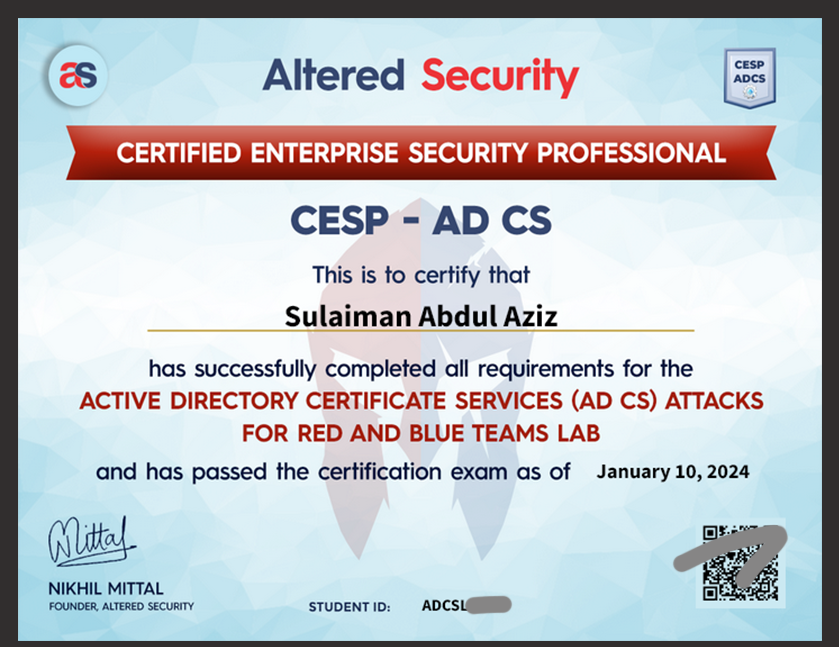 as
Altered Security
CESP
ADCS
CERTIFIED ENTERPRISE SECURITY PROFESSIONAL
CESP - AD CS
This is to certify that
Sulaiman Abdul Aziz
has successfully completed all requirements for the
ACTIVE DIRECTORY CERTIFICATE SERVICES (AD CS) ATTACKS
FOR RED AND BLUE TEAMS LAB
and has passed the certification exam as of January 10, 2024
Mittal
NIKHIL MITTAL
FOUNDER, ALTERED SECURITY
STUDENT ID: ADCSL